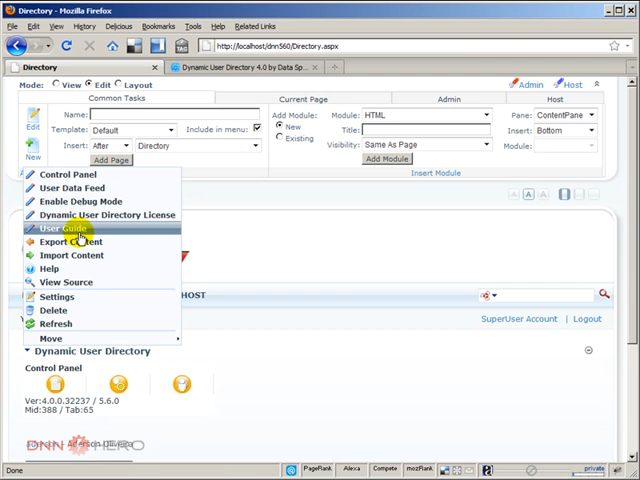 Directory - Mozilla Firefox
File Edit View History Delicious Bookmarks Tools Help Related Links
TAG
http://localhost/dnn560/Directory.aspx
Directory
Dynamic User Directory 4.0 by Data Sp...
Mode: View Edit Layout
Admin Host
Common Tasks Current Page Admin Host
Edit
New
Name:
Template: Default Include in menu:
Insert: After Directory
Add Page
Add Module: New Existing
Module: HTML
Title:
Visibility: Same As Page
Add Module
Pane: ContentPane
Insert: Bottom
Module:
Insert Module
Control Panel
User Data Feed
Enable Debug Mode
Dynamic User Directory License
User Guide
Export Content
Import Content
Help
View Source
Settings
Delete
Refresh
Move
A A A
HOST
SuperUser Account | Logout
Dynamic User Directory
Control Panel
Ver:4.0.0.32237 / 5.6.0
Mid:388 / Tab:65
DNN HERO
Aderson Oliveira
Done
PageRank Alexa Compete mozRank
private